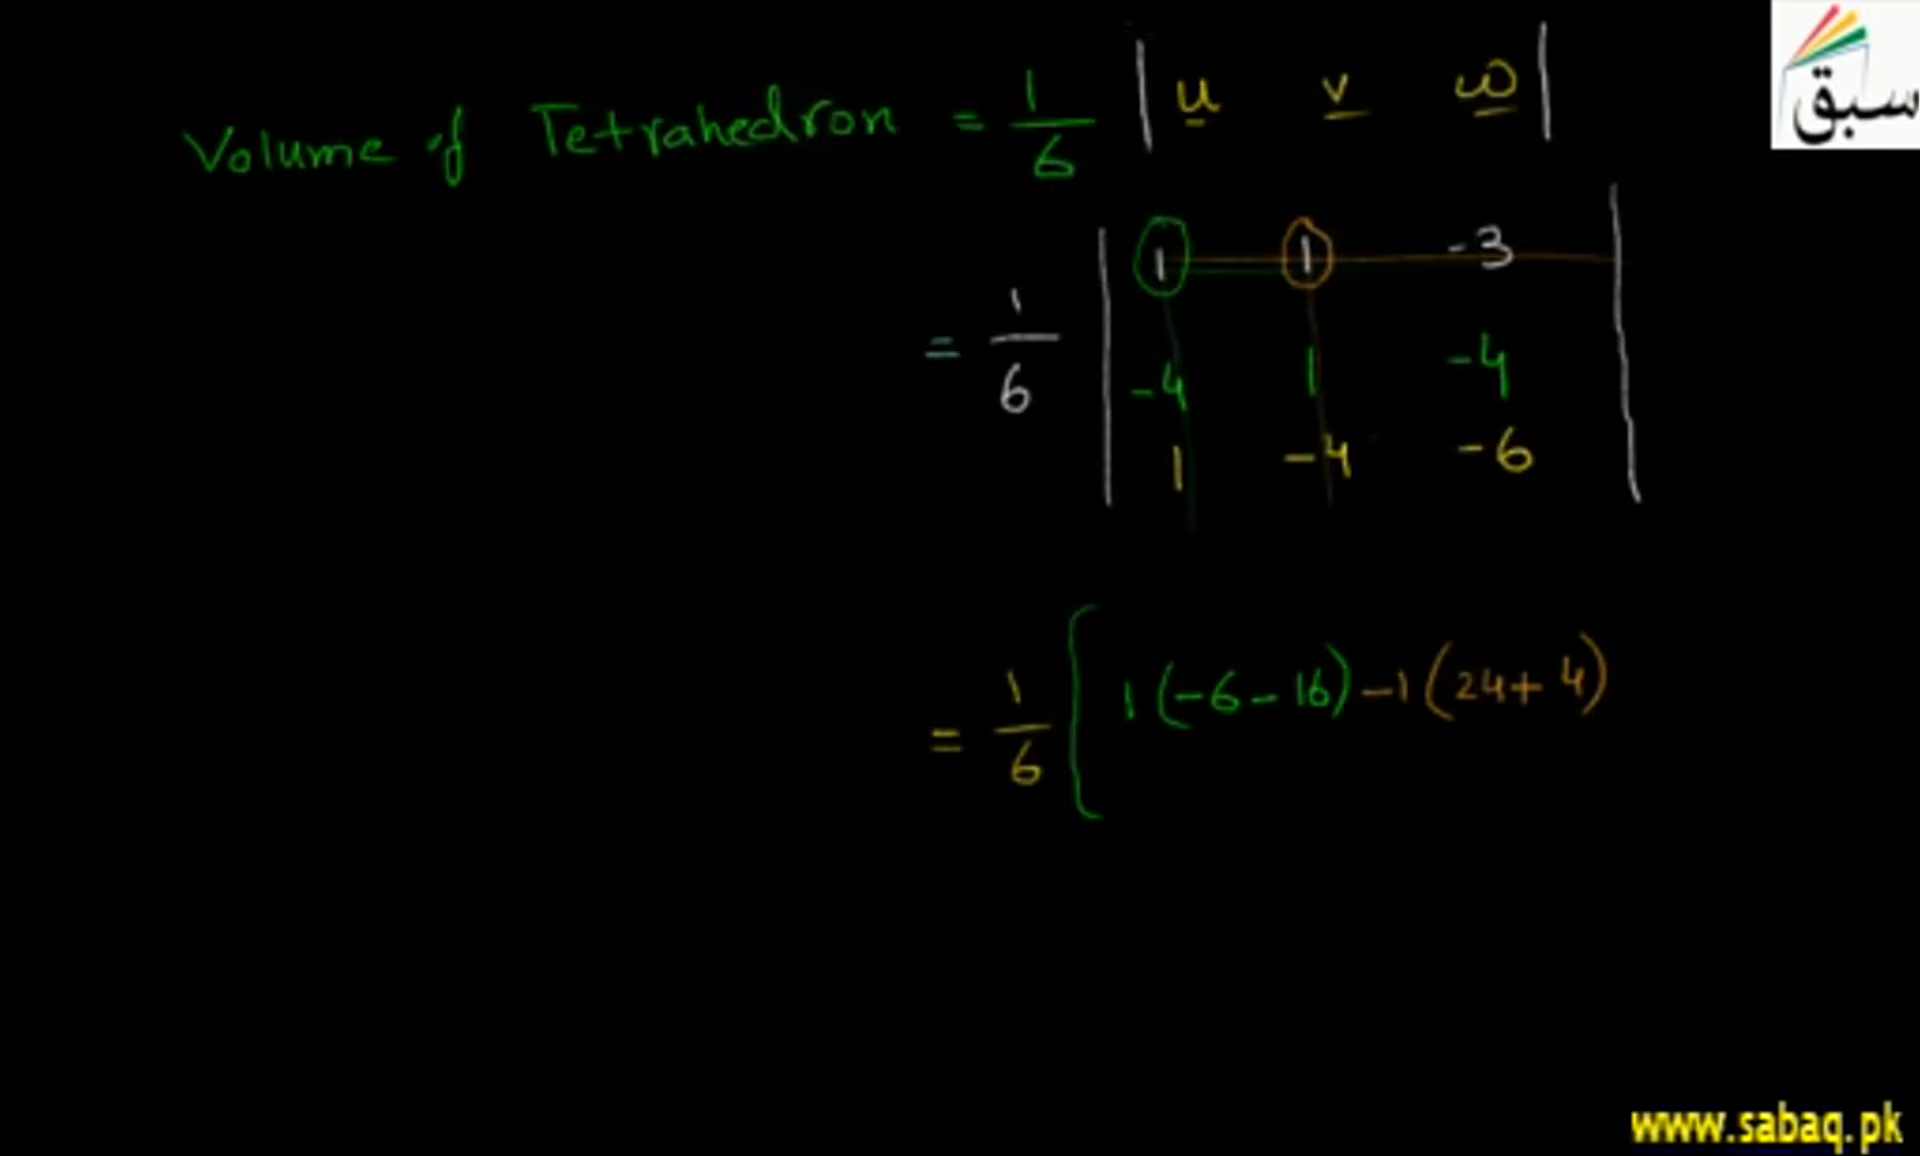 سبق
Volume of Tetrahedron = 1/6 | u v w |
= 1/6 | 1 1 -3
-4 1 -4
1 -4 -6 |
= 1/6 [ 1(-6-16) -1(24+4)
www.sabaq.pk